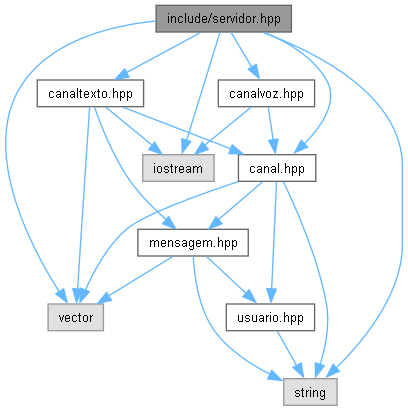 include/servidor.hpp
canaltexto.hpp
canalvoz.hpp
iostream
canal.hpp
mensagem.hpp
vector
usuario.hpp
string